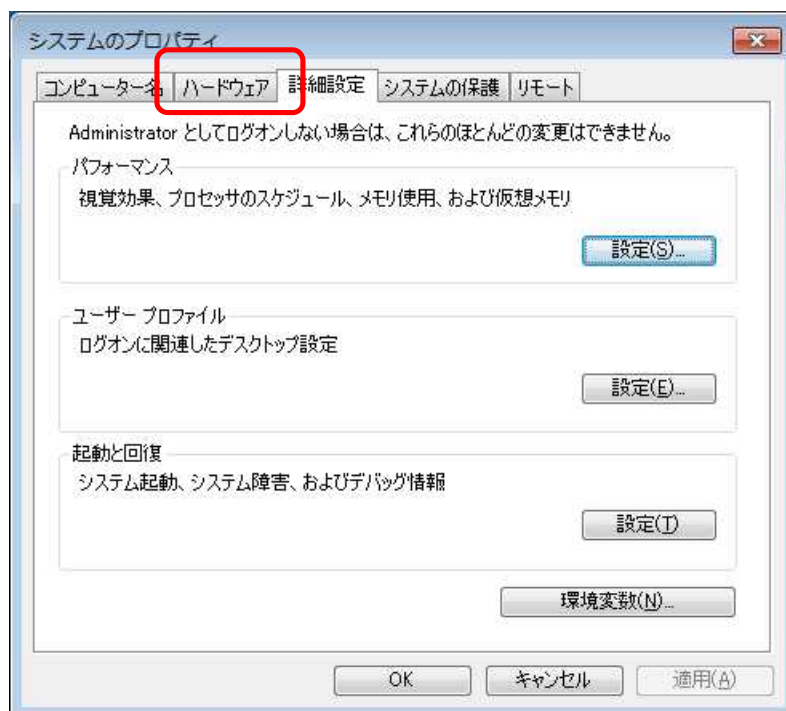 システムのプロパティ
コンピューター名 ハードウェア 詳細設定 システムの保護 リモート
Administrator としてログオンしない場合は、これらのほとんどの変更はできません。
パフォーマンス
視覚効果、プロセッサのスケジュール、メモリ使用、および仮想メモリ
設定(S)...
ユーザー プロファイル
ログオンに関連したデスクトップ設定
設定(E)...
起動と回復
システム起動、システム障害、およびデバッグ情報
設定(T)
環境変数(N)...
OK キャンセル 適用(A)